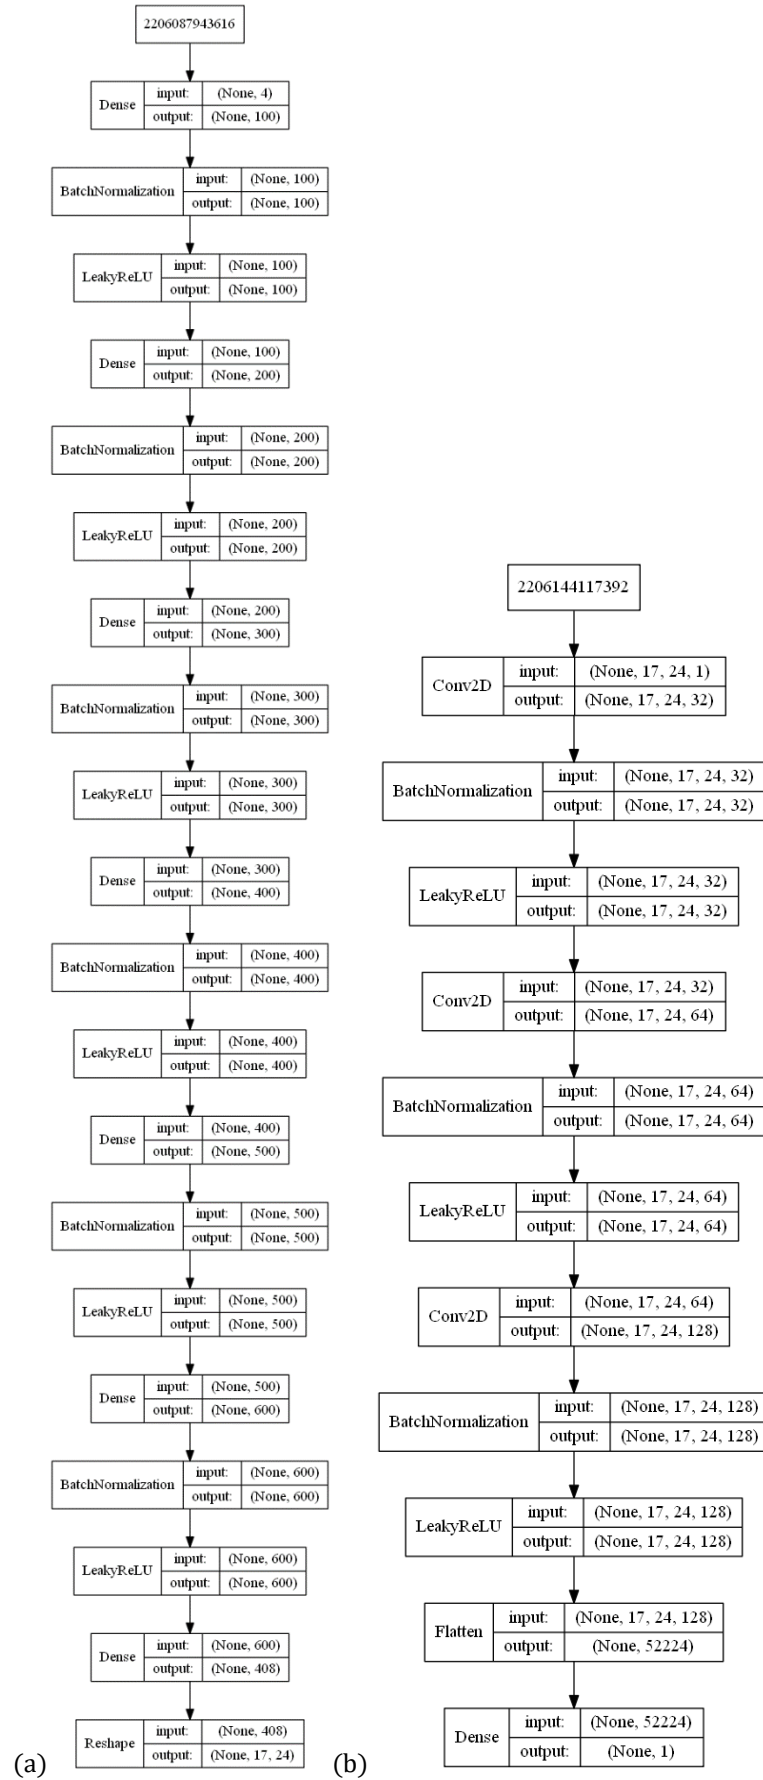 2206087943616
Dense input: (None, 4)
output: (None, 100)
BatchNormalization input: (None, 100)
output: (None, 100)
LeakyReLU input: (None, 100)
output: (None, 100)
Dense input: (None, 100)
output: (None, 200)
BatchNormalization input: (None, 200)
output: (None, 200)
LeakyReLU input: (None, 200)
output: (None, 200)
Dense input: (None, 200)
output: (None, 300)
BatchNormalization input: (None, 300)
output: (None, 300)
LeakyReLU input: (None, 300)
output: (None, 300)
Dense input: (None, 300)
output: (None, 400)
BatchNormalization input: (None, 400)
output: (None, 400)
LeakyReLU input: (None, 400)
output: (None, 400)
Dense input: (None, 400)
output: (None, 500)
BatchNormalization input: (None, 500)
output: (None, 500)
LeakyReLU input: (None, 500)
output: (None, 500)
Dense input: (None, 500)
output: (None, 600)
BatchNormalization input: (None, 600)
output: (None, 600)
LeakyReLU input: (None, 600)
output: (None, 600)
Dense input: (None, 600)
output: (None, 408)
Reshape input: (None, 408)
output: (None, 17, 24)
(a)
2206144117392
Conv2D input: (None, 17, 24, 1)
output: (None, 17, 24, 32)
BatchNormalization input: (None, 17, 24, 32)
output: (None, 17, 24, 32)
LeakyReLU input: (None, 17, 24, 32)
output: (None, 17, 24, 32)
Conv2D input: (None, 17, 24, 32)
output: (None, 17, 24, 64)
BatchNormalization input: (None, 17, 24, 64)
output: (None, 17, 24, 64)
LeakyReLU input: (None, 17, 24, 64)
output: (None, 17, 24, 64)
Conv2D input: (None, 17, 24, 64)
output: (None, 17, 24, 128)
BatchNormalization input: (None, 17, 24, 128)
output: (None, 17, 24, 128)
LeakyReLU input: (None, 17, 24, 128)
output: (None, 17, 24, 128)
Flatten input: (None, 17, 24, 128)
output: (None, 52224)
Dense input: (None, 52224)
output: (None, 1)
(b)